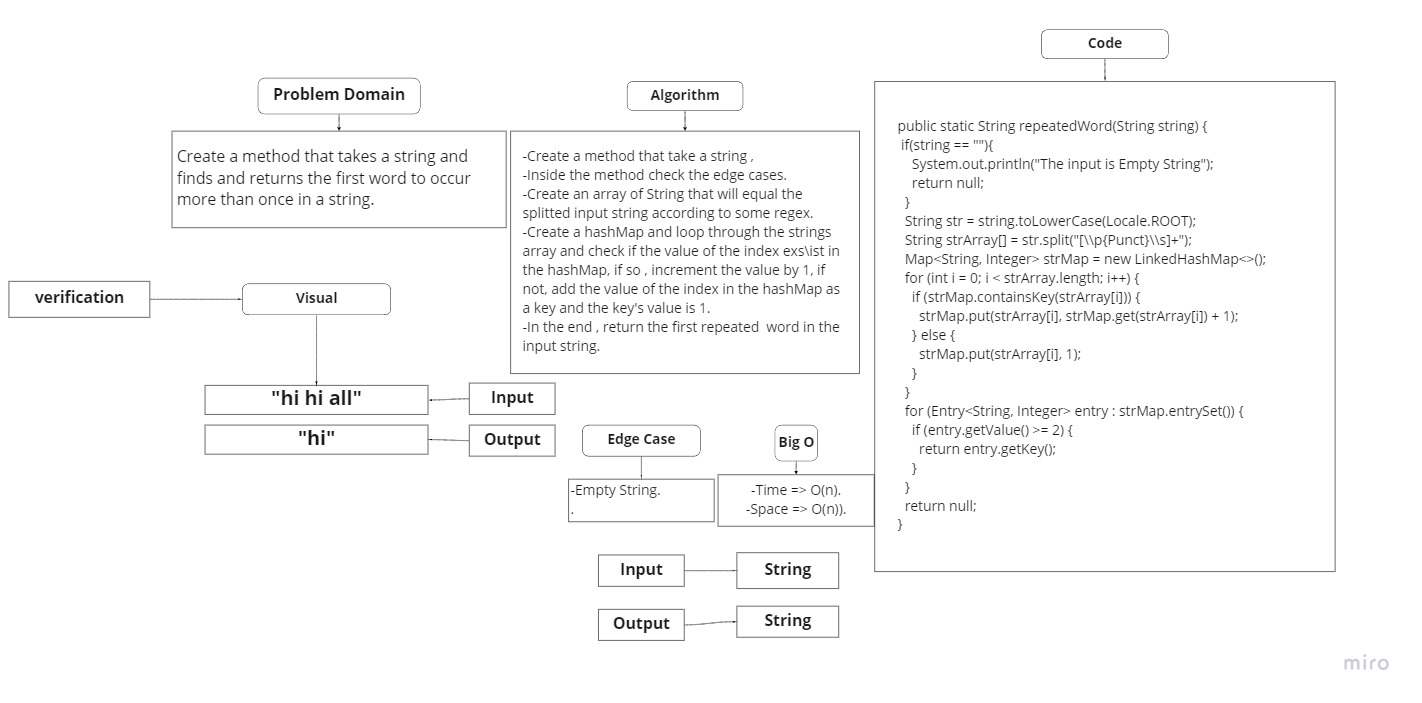 Code
Problem Domain
Algorithm
Create a method that takes a string and
finds and returns the first word to occur
more than once in a string.
-Create a method that take a string ,
-Inside the method check the edge cases.
-Create an array of String that will equal the
splitted input string according to some regex.
-Create a hashMap and loop through the strings
array and check if the value of the index exs\ist in
the hashMap, if so , increment the value by 1, if
not, add the value of the index in the hashMap as
a key and the key's value is 1.
-In the end , return the first repeated  word in the
input string.
public static String repeatedWord(String string) {
if(string == ""){
System.out.println("The input is Empty String");
return null;
}
String str = string.toLowerCase(Locale.ROOT);
String strArray[] = str.split("[\\p{Punct}\\s]+");
Map<String, Integer> strMap = new LinkedHashMap<>();
for (int i = 0; i < strArray.length; i++) {
if (strMap.containsKey(strArray[i])) {
strMap.put(strArray[i], strMap.get(strArray[i]) + 1);
} else {
strMap.put(strArray[i], 1);
}
}
for (Entry<String, Integer> entry : strMap.entrySet()) {
if (entry.getValue() >= 2) {
return entry.getKey();
}
}
return null;
}
verification
Visual
"hi hi all"
Input
"hi"
Output
Edge Case
Big O
-Empty String.
.
-Time => O(n).
-Space => O(n)).
Input
String
Output
String
miro